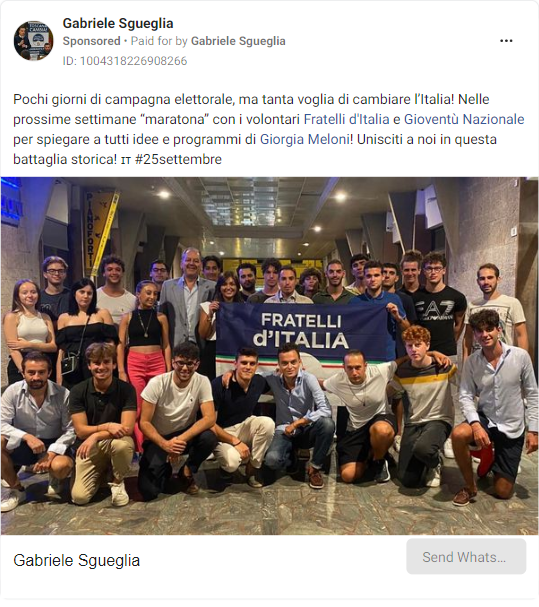 Gabriele Sgueglia
Sponsored • Paid for by Gabriele Sgueglia
ID: 1004318226908266
Pochi giorni di campagna elettorale, ma tanta voglia di cambiare l'Italia! Nelle
prossime settimane “maratona” con i volontari Fratelli d'Italia e Gioventù Nazionale
per spiegare a tutti idee e programmi di Giorgia Meloni! Unisciti a noi in questa
battaglia storica! IT #25settembre
PIANOFORTI
FRATELLI
d'ITALIA
EA7
Gabriele Sgueglia
Send Whats...